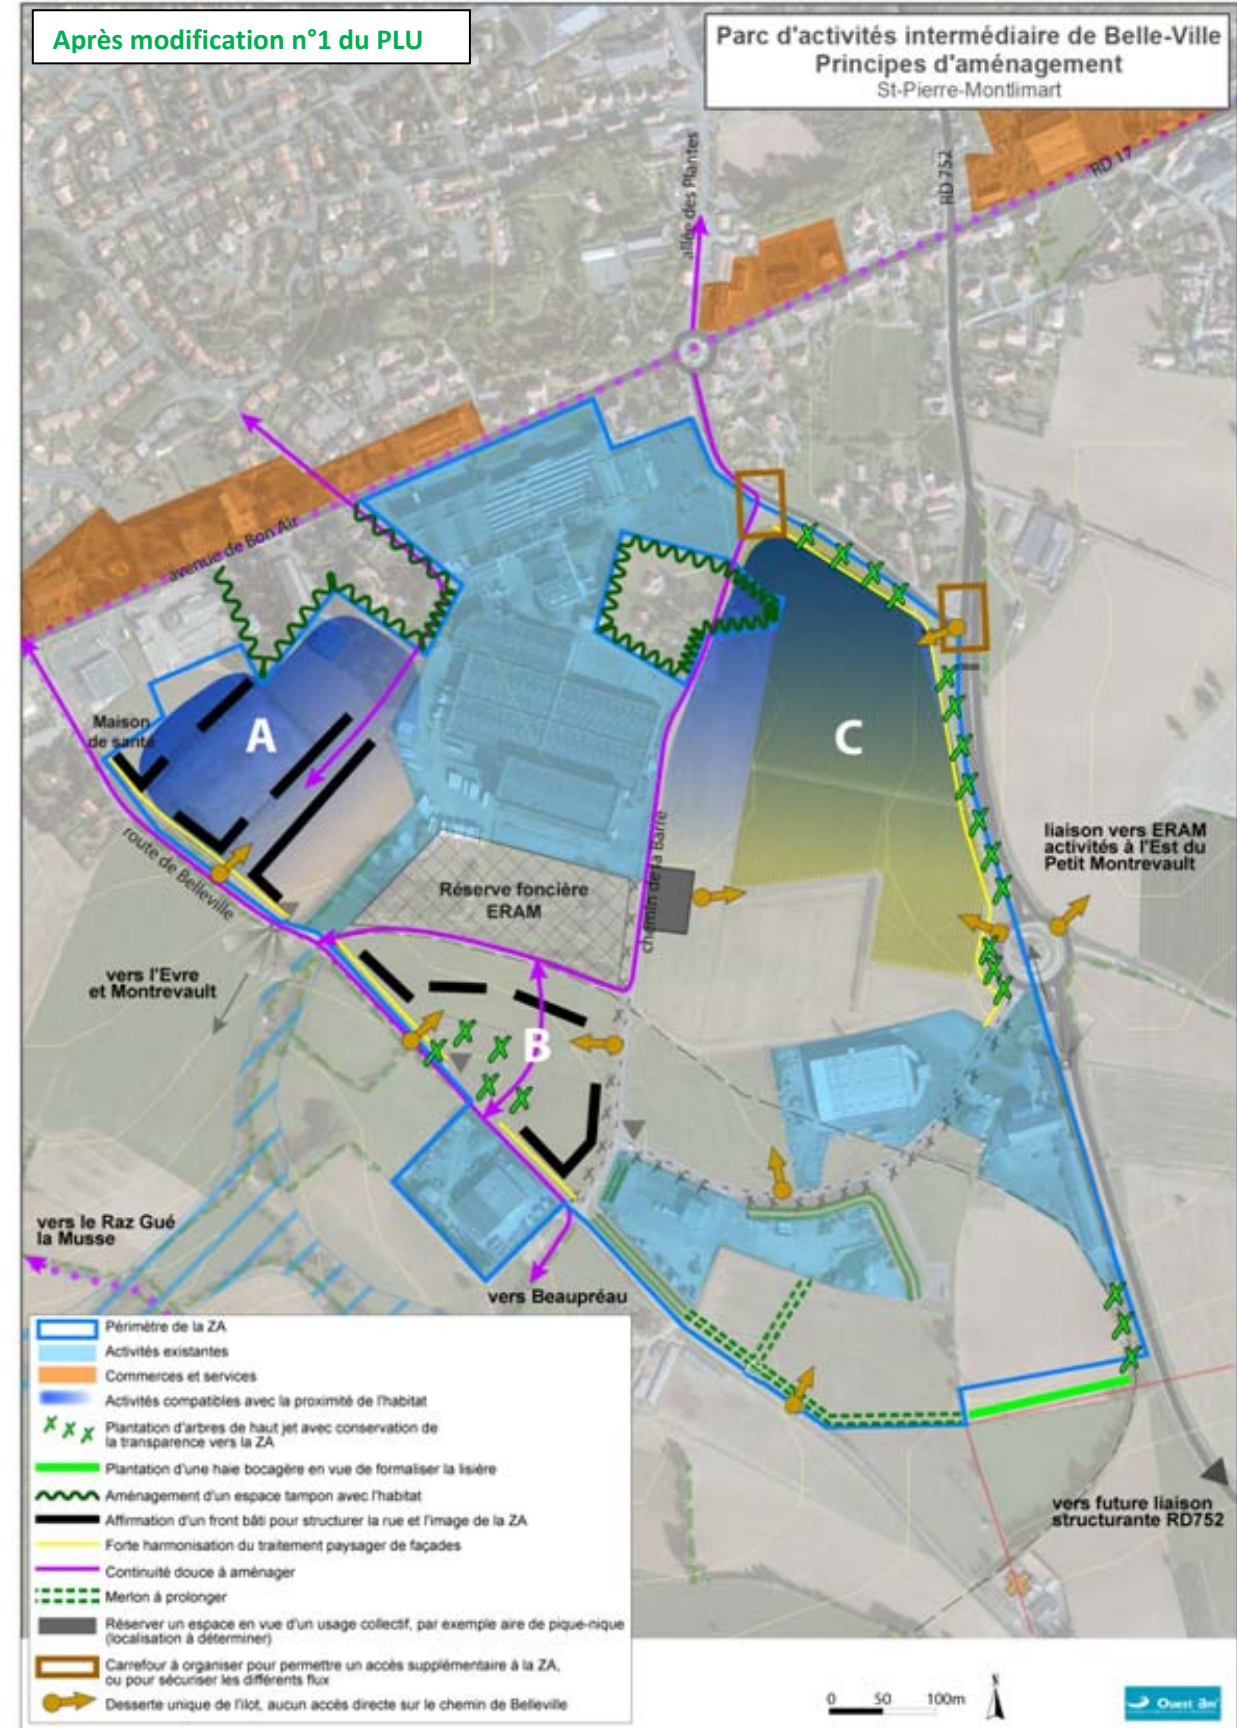 Après modification n°1 du PLU
Parc d'activités intermédiaire de Belle-Ville
Principes d'aménagement
St-Pierre-Montlimart
allée des Plantes
RD 752
RD 17
avenue de Bon Air
Maison
de santé
A
C
route de Belleville
chemin de la Barre
Réserve foncière
ERAM
liaison vers ERAM
activités à l'Est du
Petit Montrevault
vers l'Evre
et Montrevault
B
vers le Raz Gué
la Musse
vers Beaupréau
vers future liaison
structurante RD752
Périmètre de la ZA
Activités existantes
Commerces et services
Activités compatibles avec la proximité de l'habitat
Plantation d'arbres de haut jet avec conservation de
la transparence vers la ZA
Plantation d'une haie bocagère en vue de formaliser la lisière
Aménagement d'un espace tampon avec l'habitat
Affirmation d'un front bâti pour structurer la rue et l'image de la ZA
Forte harmonisation du traitement paysager de façades
Continuité douce à aménager
Merlon à prolonger
Réserver un espace en vue d'un usage collectif, par exemple aire de pique-nique
(localisation à déterminer)
Carrefour à organiser pour permettre un accès supplémentaire à la ZA,
ou pour sécuriser les différents flux
Desserte unique de l'ilot, aucun accès directe sur le chemin de Belleville
0 50 100m
N
Ouest am'